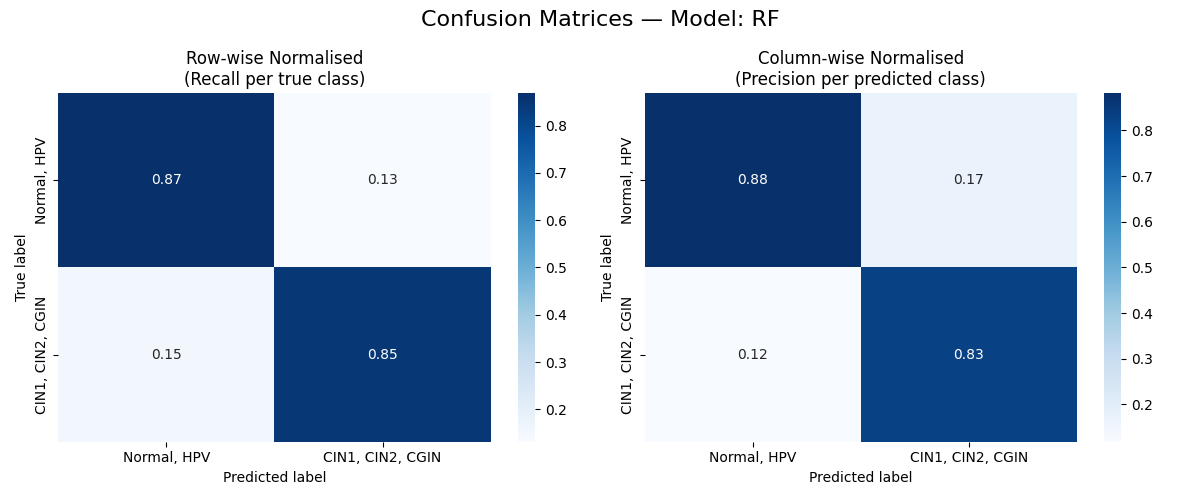 Confusion Matrices — Model: RF
Row-wise Normalised
(Recall per true class)
True label
Normal, HPV
CIN1, CIN2, CGIN
0.87
0.13
0.15
0.85
Normal, HPV
CIN1, CIN2, CGIN
Predicted label
0.8
0.7
0.6
0.5
0.4
0.3
0.2
Column-wise Normalised
(Precision per predicted class)
True label
Normal, HPV
CIN1, CIN2, CGIN
0.88
0.17
0.12
0.83
Normal, HPV
CIN1, CIN2, CGIN
Predicted label
0.8
0.7
0.6
0.5
0.4
0.3
0.2